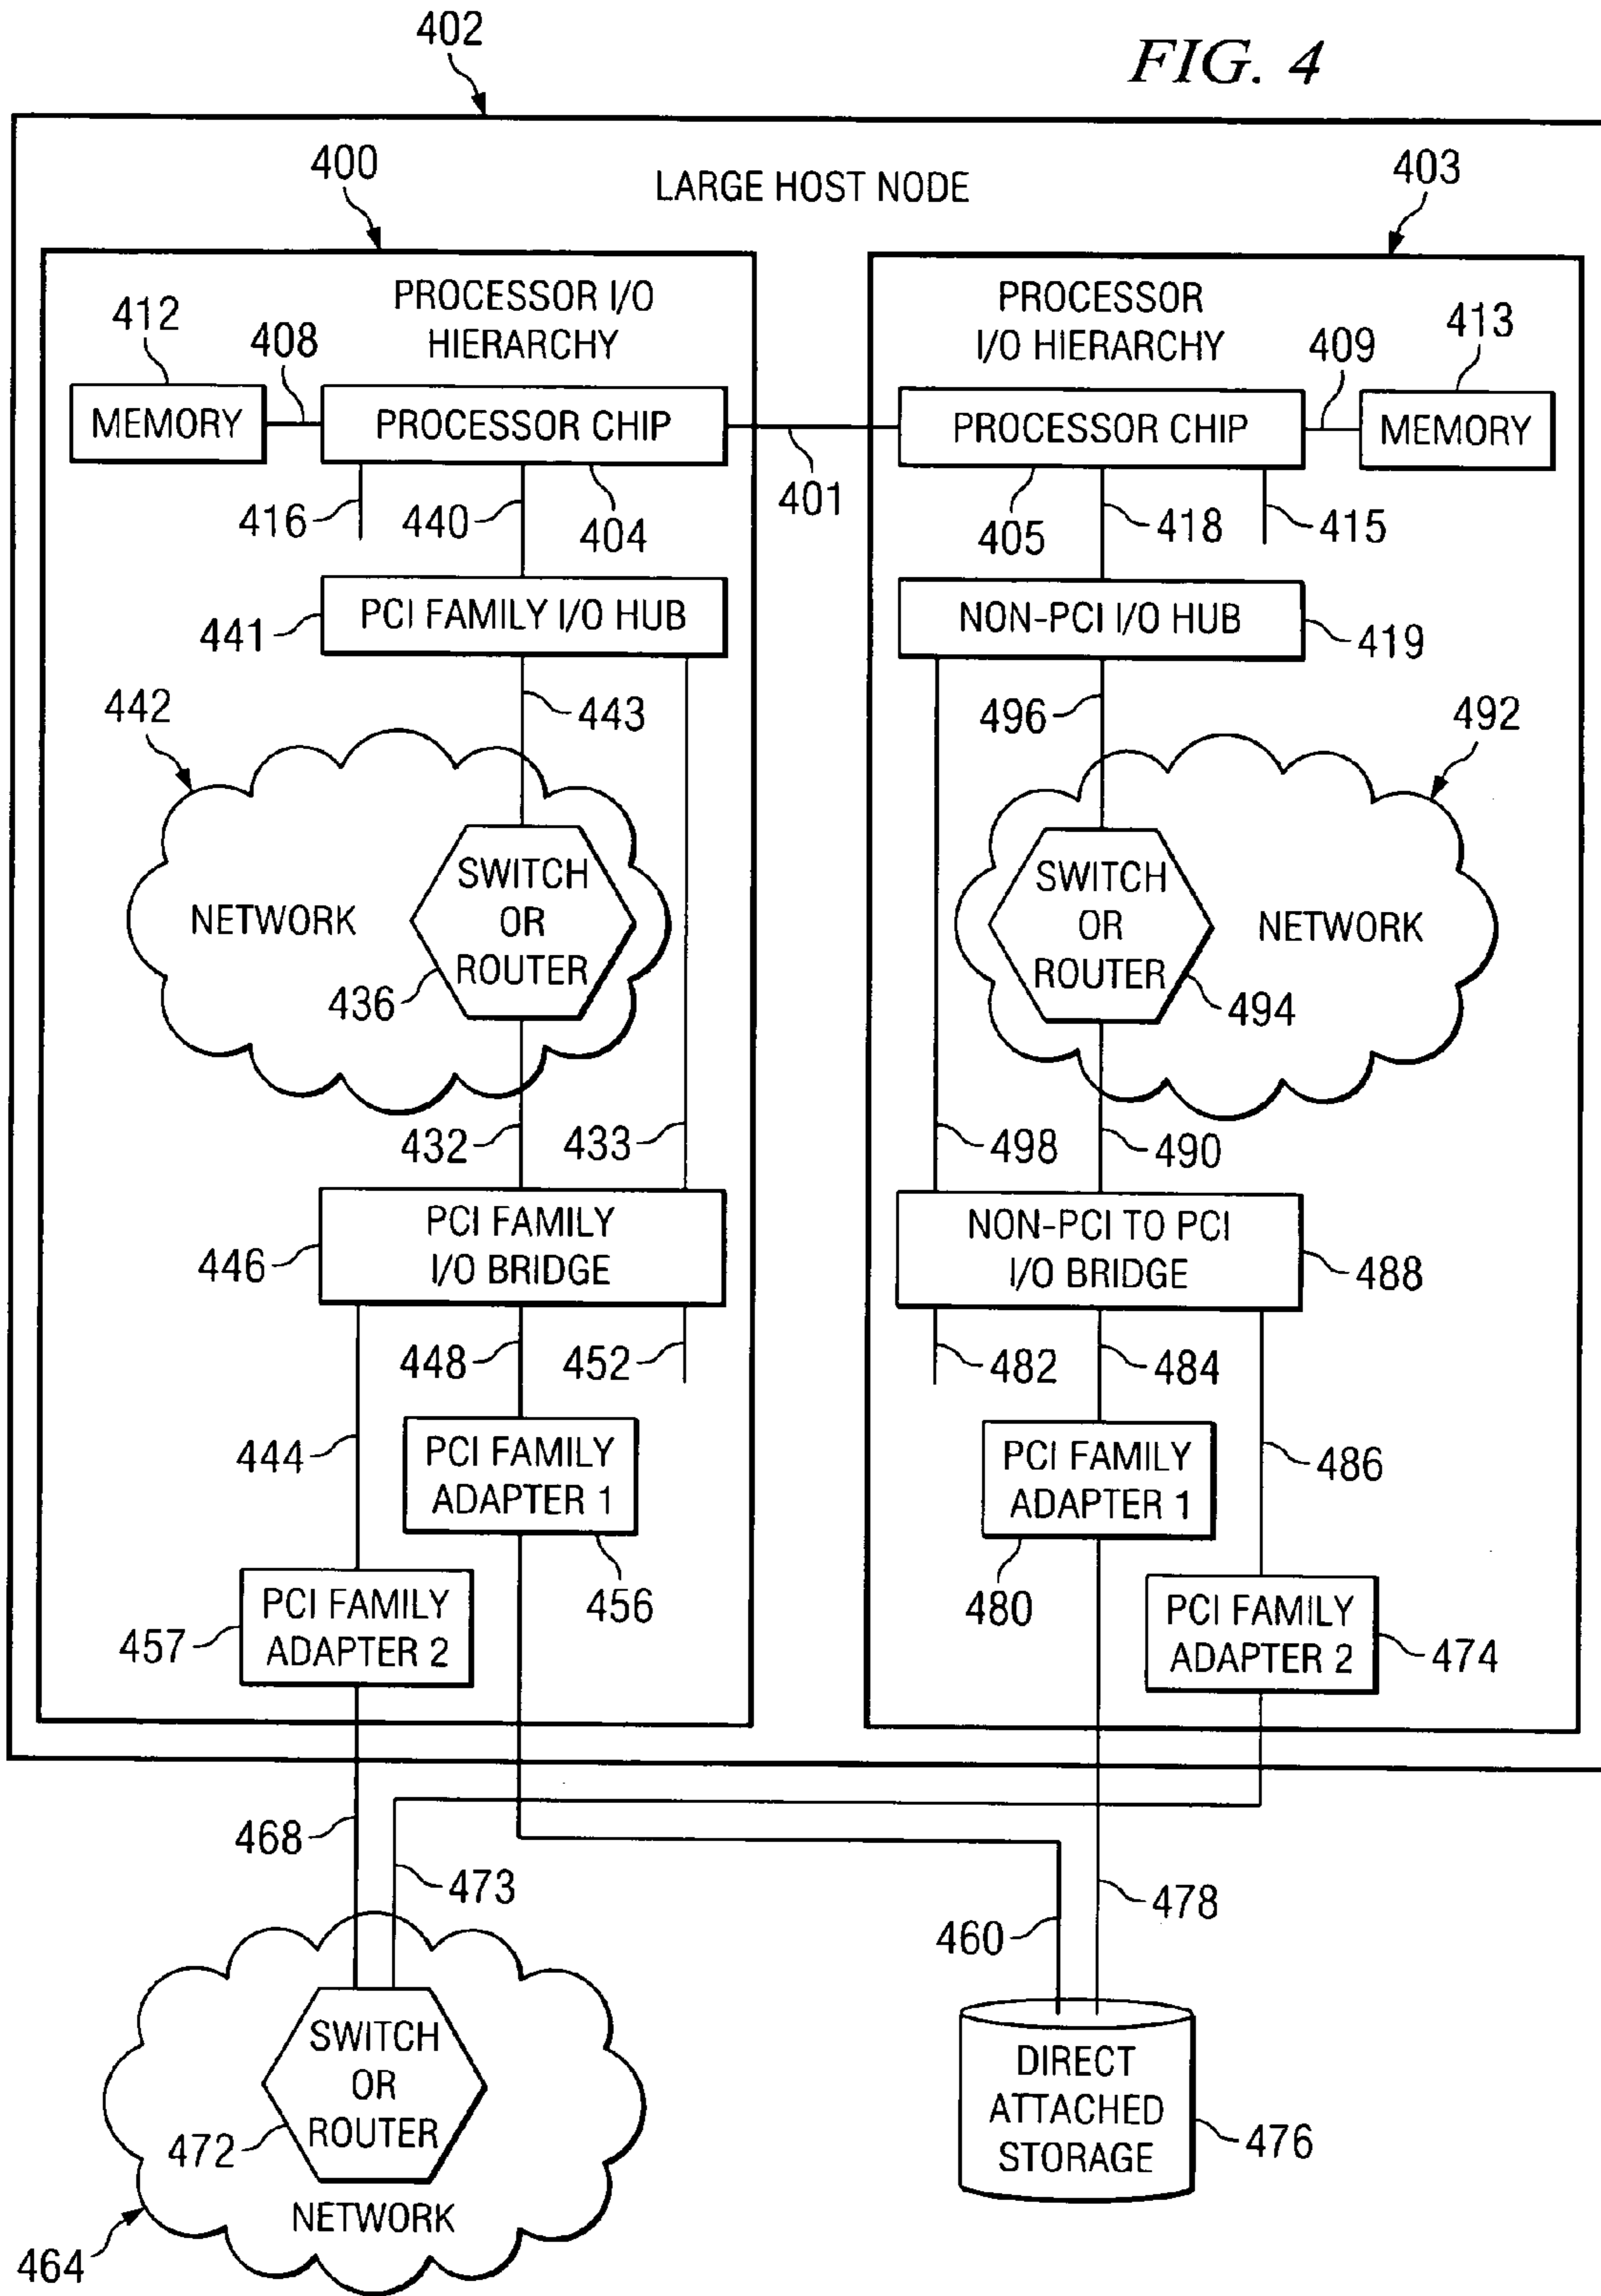 FIG. 4
402
400
LARGE HOST NODE
403
PROCESSOR I/O
HIERARCHY
412
408
MEMORY
PROCESSOR CHIP
416
440
404
401
PROCESSOR
I/O HIERARCHY
409
413
PROCESSOR CHIP
MEMORY
405
418
415
PCI FAMILY I/O HUB
441
NON-PCI I/O HUB
419
442
443
496
492
NETWORK
SWITCH
OR
ROUTER
436
SWITCH
OR
ROUTER
NETWORK
494
432
433
498
490
PCI FAMILY
I/O BRIDGE
446
NON-PCI TO PCI
I/O BRIDGE
488
448
452
482
484
444
PCI FAMILY
ADAPTER 1
456
PCI FAMILY
ADAPTER 1
480
486
PCI FAMILY
ADAPTER 2
457
PCI FAMILY
ADAPTER 2
474
468
473
460
478
SWITCH
OR
ROUTER
472
NETWORK
464
DIRECT
ATTACHED
STORAGE
476